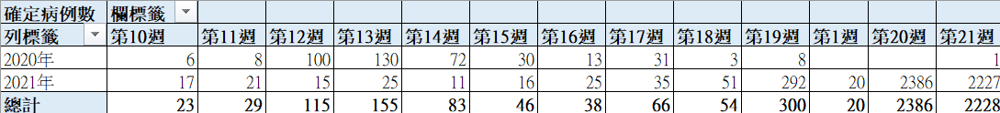 確定病例數 欄標籤
列標籤 第10週 第11週 第12週 第13週 第14週 第15週 第16週 第17週 第18週 第19週 第1週 第20週 第21週
2020年 6 8 100 130 72 30 13 31 3 8 1
2021年 17 21 15 25 11 16 25 35 51 292 20 2386 2227
總計 23 29 115 155 83 46 38 66 54 300 20 2386 2228